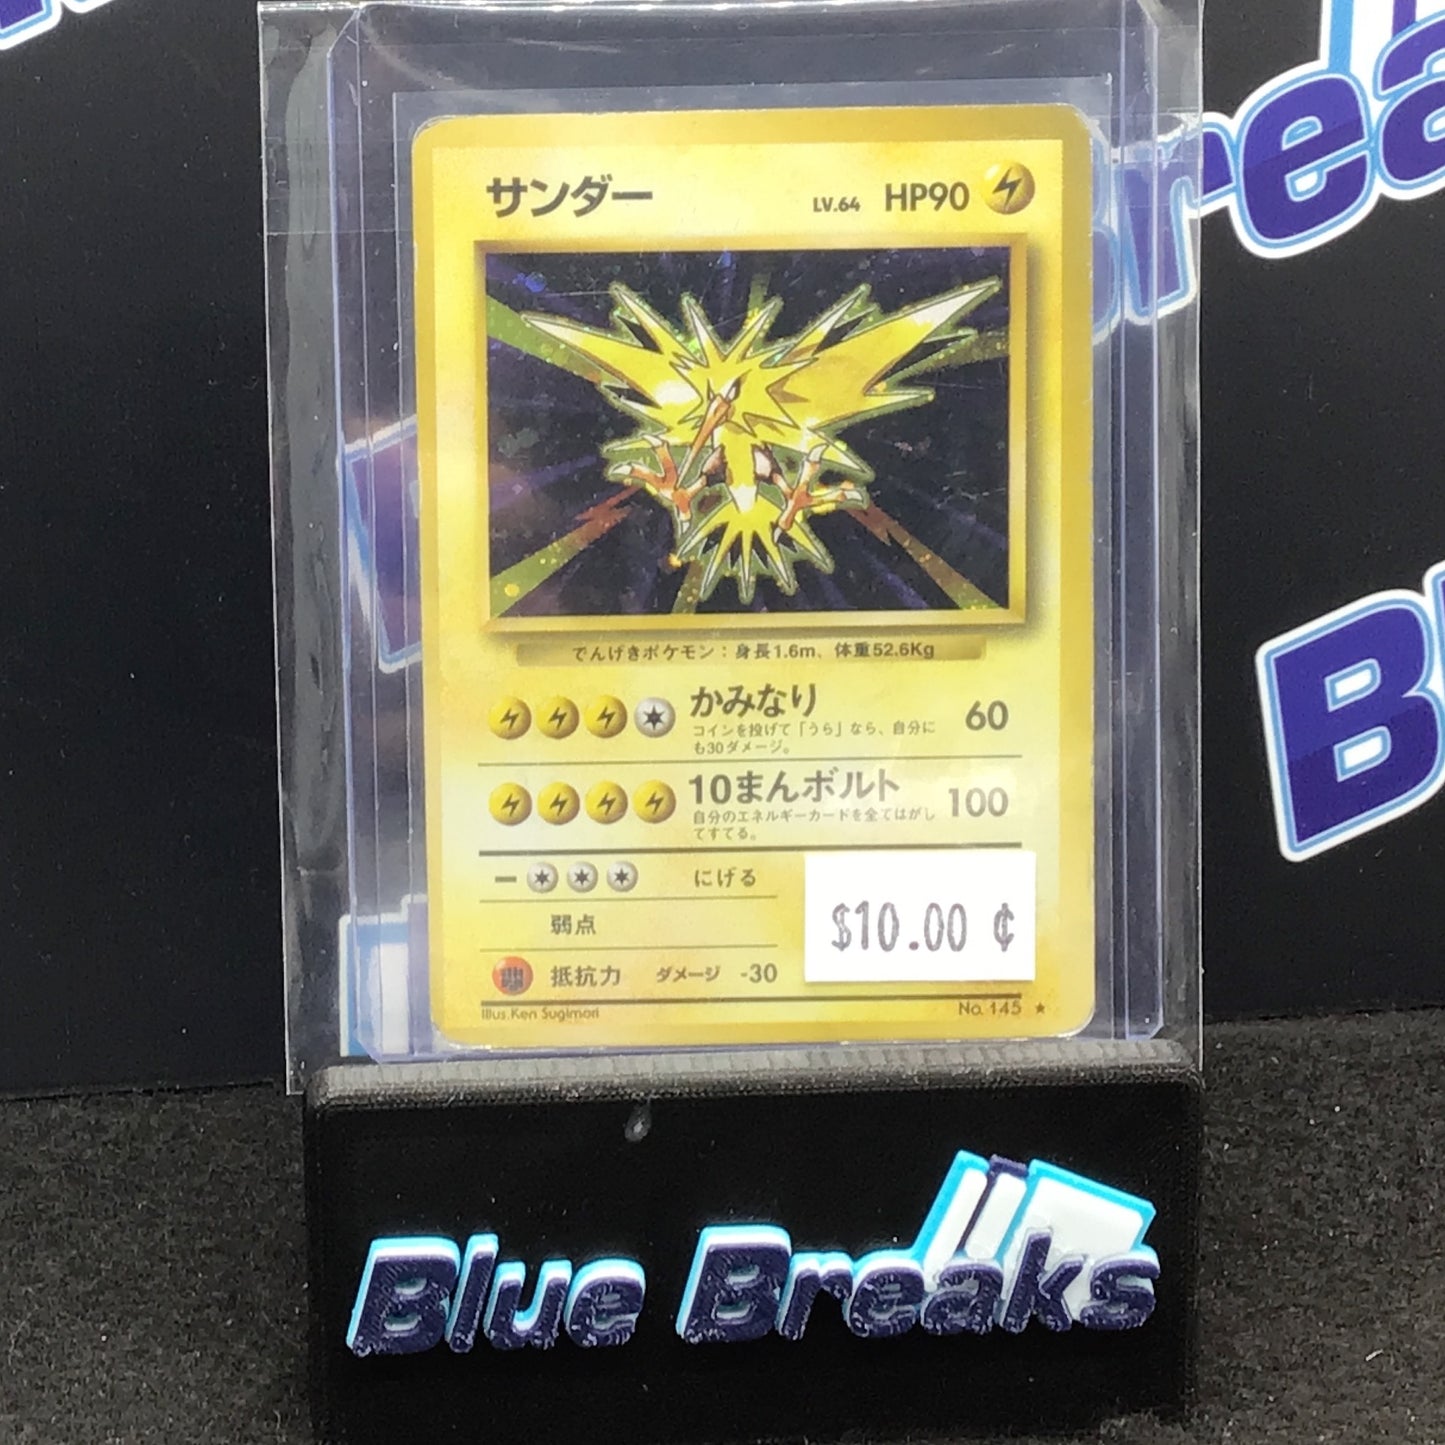 サンダー LV.64 HP90
でんげきポケモン：身長1.6m、体重52.6Kg
かみなり 60
コインを投げて「うら」なら、自分に
も30ダメージ。
10まんボルト 100
自分のエネルギーカードを全てはがし
てすてる。
にげる
弱点
$10.00 ¢
抵抗力 ダメージ -30
Illus.Ken Sugimori No. 145 ★
Blue Breaks
Brea
B